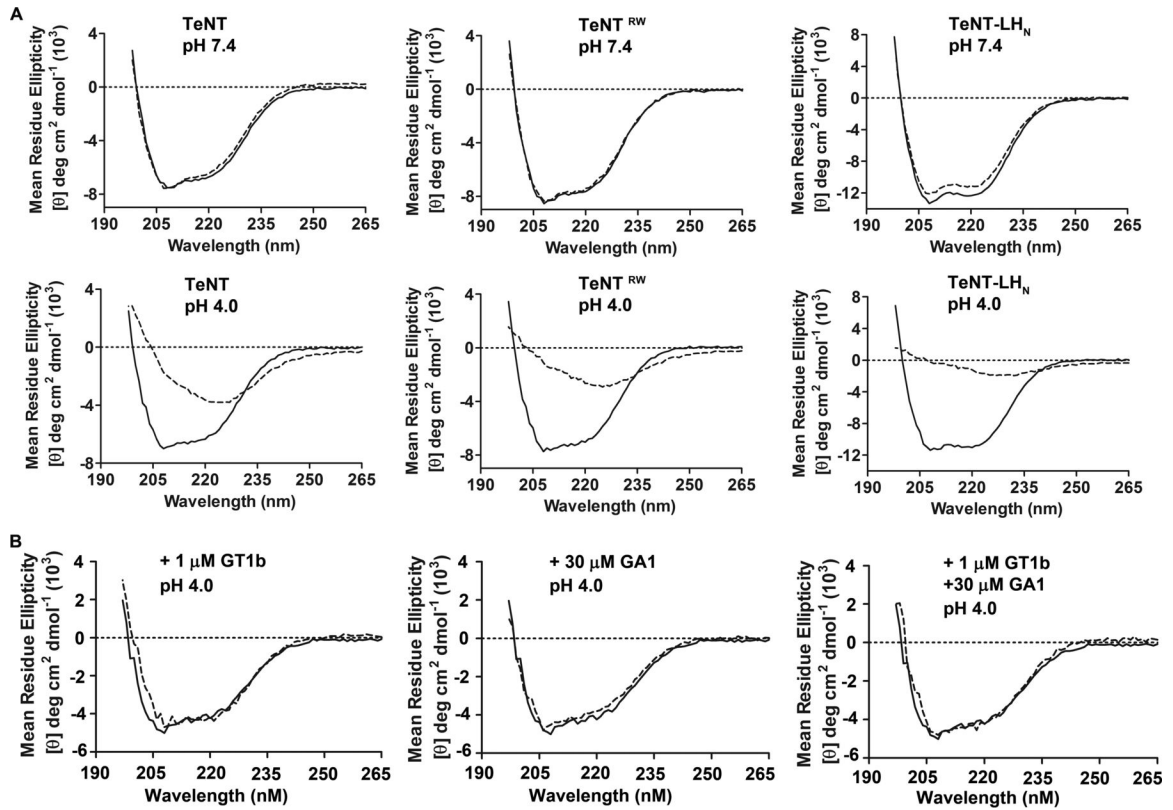 A
TeNT
pH 7.4
Mean Residue Ellipticity
[θ] deg cm² dmol⁻¹ (10³)
4
0
-4
-8
190 205 220 235 250 265
Wavelength (nm)
TeNT RW
pH 7.4
Mean Residue Ellipticity
[θ] deg cm² dmol⁻¹ (10³)
4
0
-4
-8
190 205 220 235 250 265
Wavelength (nm)
TeNT-LHN
pH 7.4
Mean Residue Ellipticity
[θ] deg cm² dmol⁻¹ (10³)
8
4
0
-4
-8
-12
190 205 220 235 250 265
Wavelength (nm)
TeNT
pH 4.0
Mean Residue Ellipticity
[θ] deg cm² dmol⁻¹ (10³)
4
0
-4
-8
190 205 220 235 250 265
Wavelength (nm)
TeNT RW
pH 4.0
Mean Residue Ellipticity
[θ] deg cm² dmol⁻¹ (10³)
4
0
-4
-8
190 205 220 235 250 265
Wavelength (nm)
TeNT-LHN
pH 4.0
Mean Residue Ellipticity
[θ] deg cm² dmol⁻¹ (10³)
8
4
0
-4
-8
-12
190 205 220 235 250 265
Wavelength (nm)
B
+ 1 μM GT1b
pH 4.0
Mean Residue Ellipticity
[θ] deg cm² dmol⁻¹ (10³)
4
2
0
-2
-4
-6
190 205 220 235 250 265
Wavelength (nM)
+ 30 μM GA1
pH 4.0
Mean Residue Ellipticity
[θ] deg cm² dmol⁻¹ (10³)
4
2
0
-2
-4
-6
190 205 220 235 250 265
Wavelength (nM)
+ 1 μM GT1b
+30 μM GA1
pH 4.0
Mean Residue Ellipticity
[θ] deg cm² dmol⁻¹ (10³)
4
2
0
-2
-4
-6
190 205 220 235 250 265
Wavelength (nM)